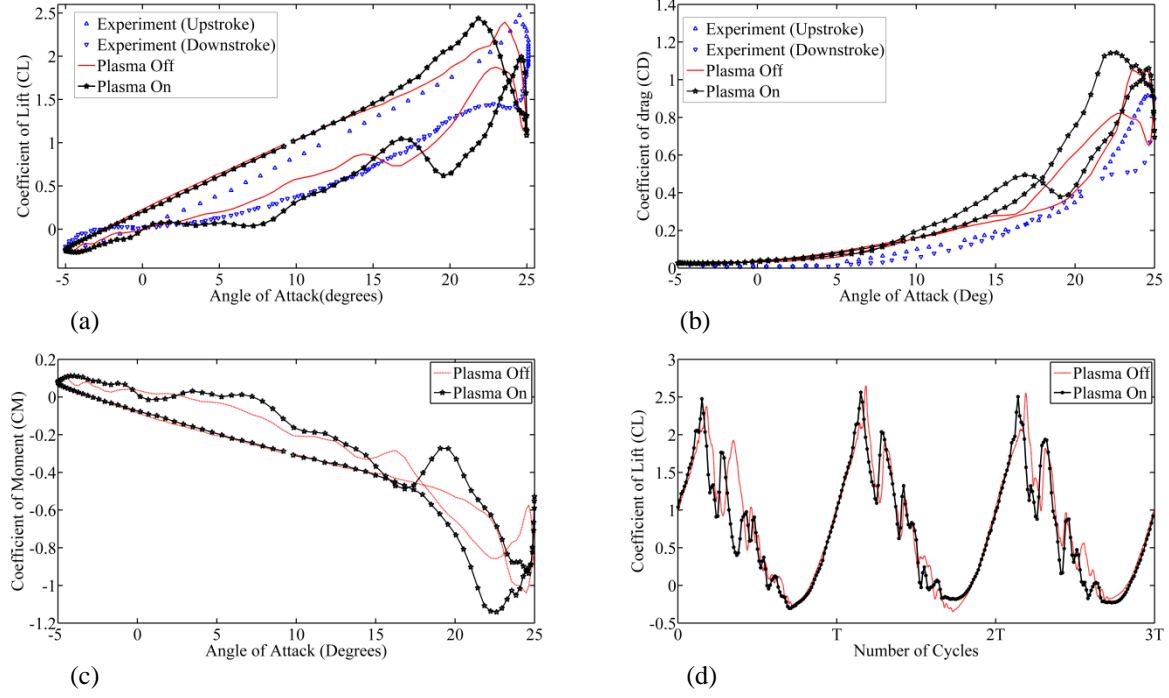 2.5
2
1.5
1
0.5
0
-5 0 5 10 15 20 25
Coefficient of Lift (CL)
Angle of Attack(degrees)
Experiment (Upstroke)
Experiment (Downstroke)
Plasma Off
Plasma On
(a)
1.4
1.2
1
0.8
0.6
0.4
0.2
0
-5 0 5 10 15 20 25
Coefficient of drag (CD)
Angle of Attack (Deg)
Experiment (Upstroke)
Experiment (Downstroke)
Plasma Off
Plasma On
(b)
0.2
0
-0.2
-0.4
-0.6
-0.8
-1
-1.2
-5 0 5 10 15 20 25
Coefficient of Moment (CM)
Angle of Attack (Degrees)
Plasma Off
Plasma On
(c)
3
2.5
2
1.5
1
0.5
0
-0.5
0 T 2T 3T
Coefficient of Lift (CL)
Number of Cycles
Plasma Off
Plasma On
(d)